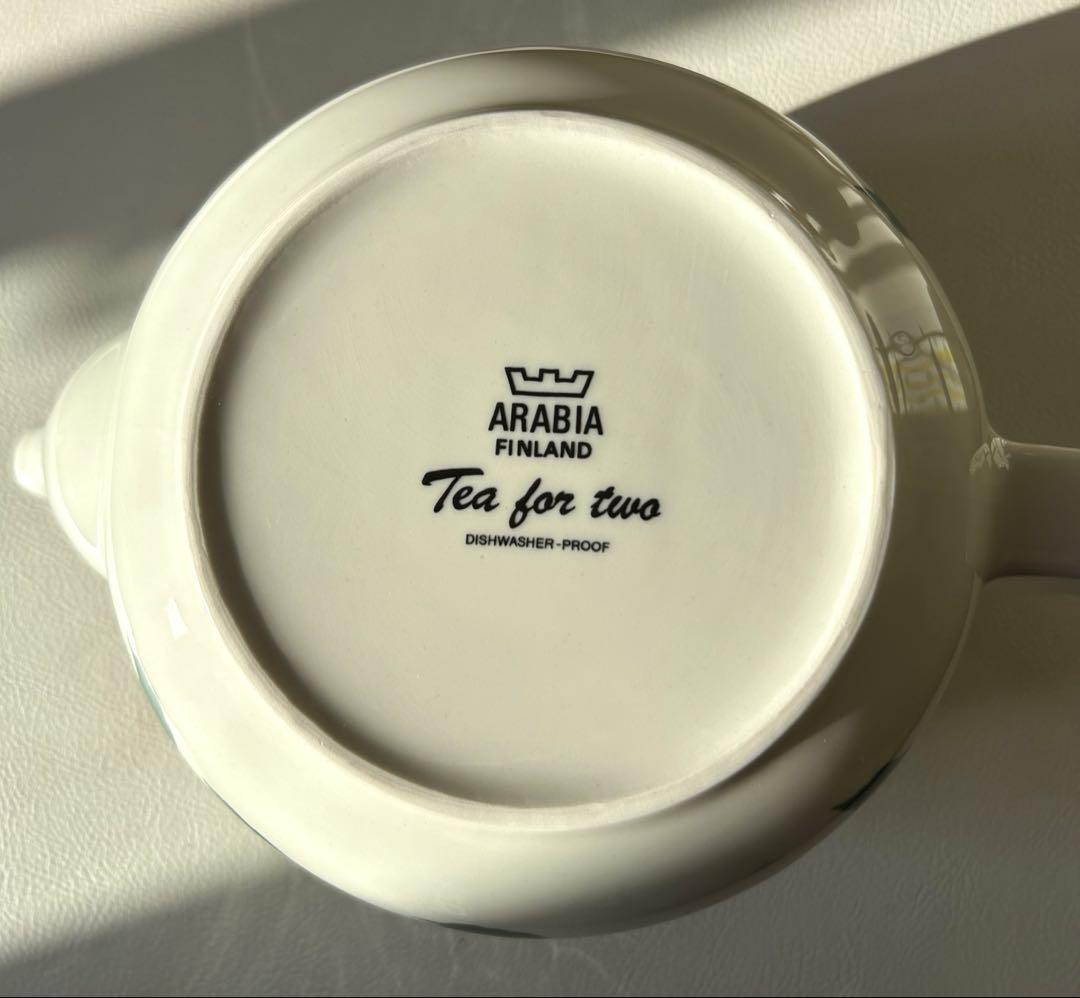 ARABIA
FINLAND
Tea for two
DISHWASHER-PROOF